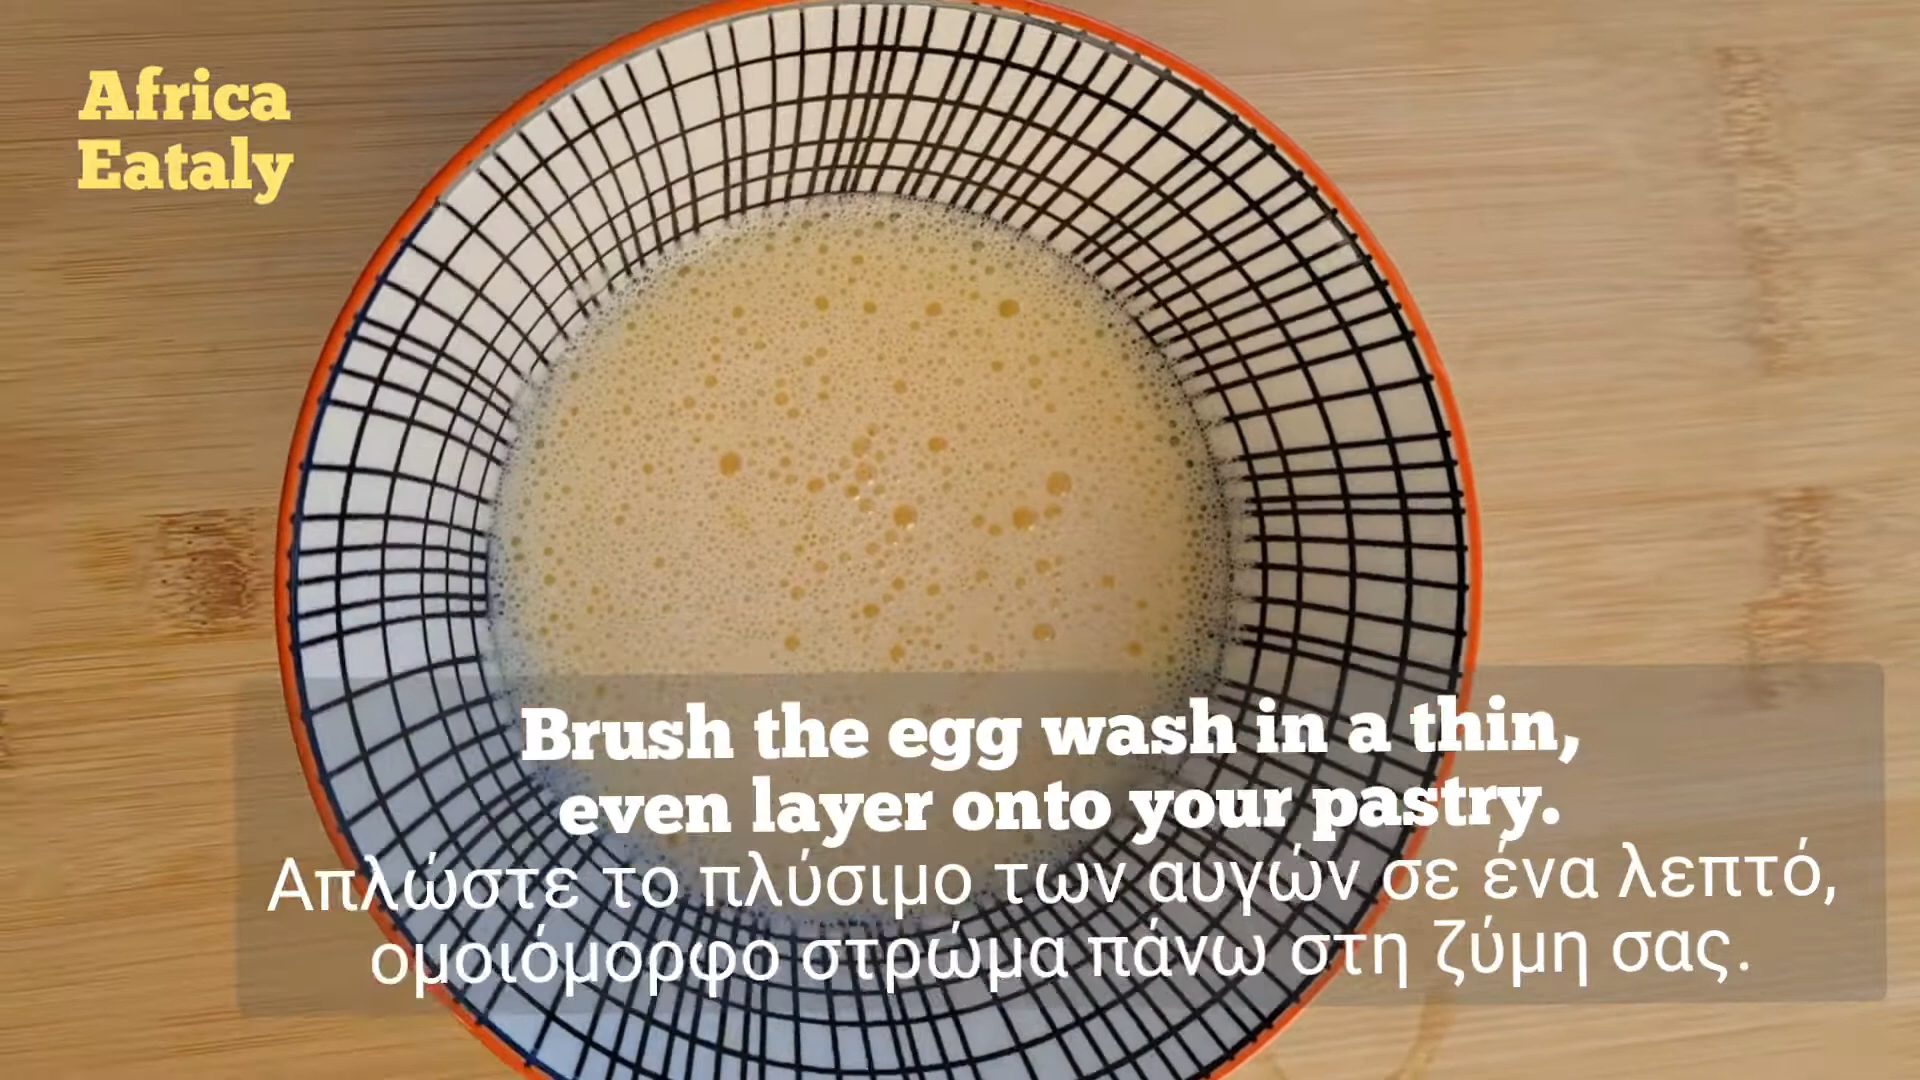 Africa
Eataly
Brush the egg wash in a thin,
even layer onto your pastry.
Απλώστε το πλύσιμο των αυγών σε ένα λεπτό,
ομοιόμορφο στρώμα πάνω στη ζύμη σας.